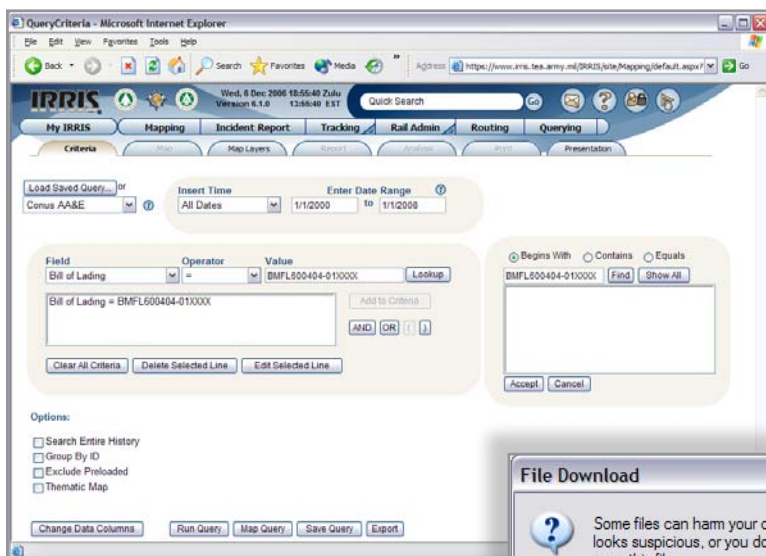 QueryCriteria - Microsoft Internet Explorer
File Edit View Favorites Tools Help
Back Search Favorites Media Address https://www.irris.tea.army.mil/IRRIS/site/Mapping/default.aspx? Go
IRRIS Wed, 6 Dec 2006 18:55:40 Zulu
Version 6.1.0 13:55:40 EST Quick Search Go
My IRRIS Mapping Incident Report Tracking Rail Admin Routing Querying
Criteria Map Map Layers Report Analysis Print Presentation
Load Saved Query... or
Conus AA&E
Insert Time Enter Date Range
All Dates 1/1/2000 to 1/1/2006
Field Operator Value
Bill of Lading = BMFL600404-01XXXX Lookup
Bill of Lading = BMFL600404-01XXXX
Add to Criteria
AND OR ( )
Clear All Criteria Delete Selected Line Edit Selected Line
Begins With Contains Equals
BMFL600404-01XXXX Find Show All
Accept Cancel
Options:
Search Entire History
Group By ID
Exclude Preloaded
Thematic Map
Change Data Columns Run Query Map Query Save Query Export
File Download
Some files can harm your
looks suspicious, or you do